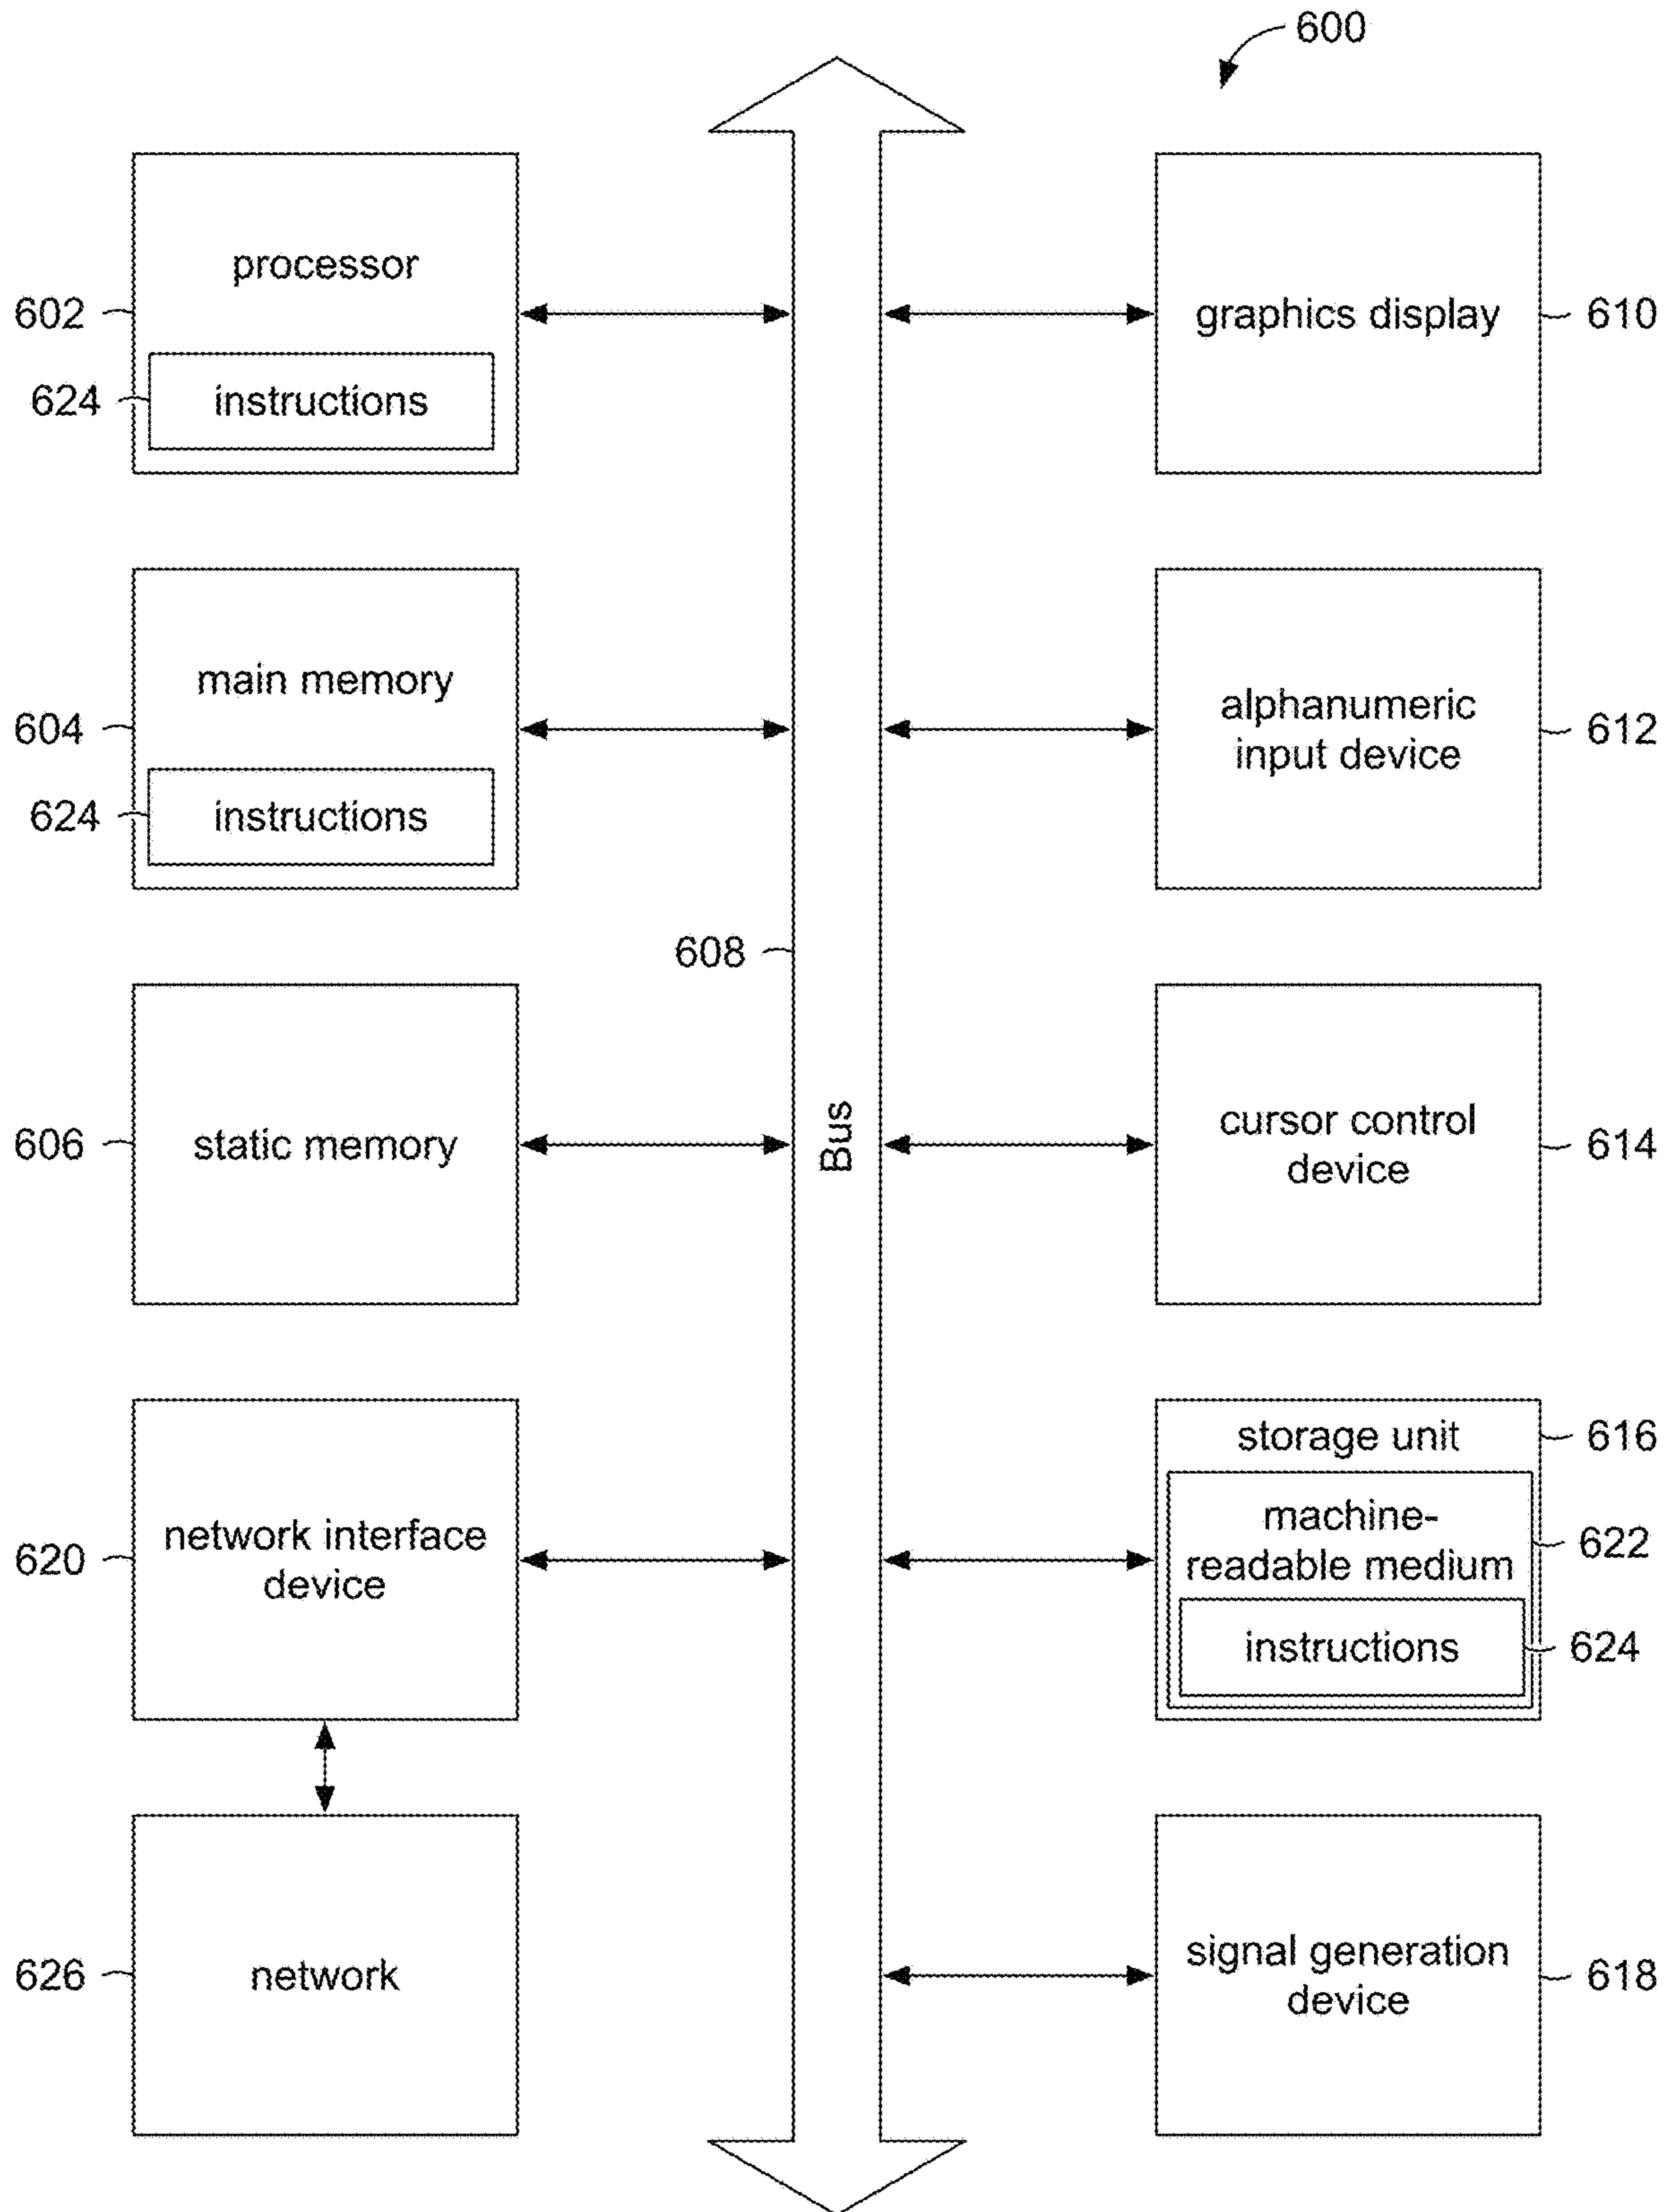 600
processor
602
624
instructions
graphics display
610
main memory
604
624
instructions
alphanumeric
input device
612
608
Bus
static memory
606
cursor control
device
614
network interface
device
620
storage unit
616
machine-
readable medium
622
instructions
624
network
626
signal generation
device
618